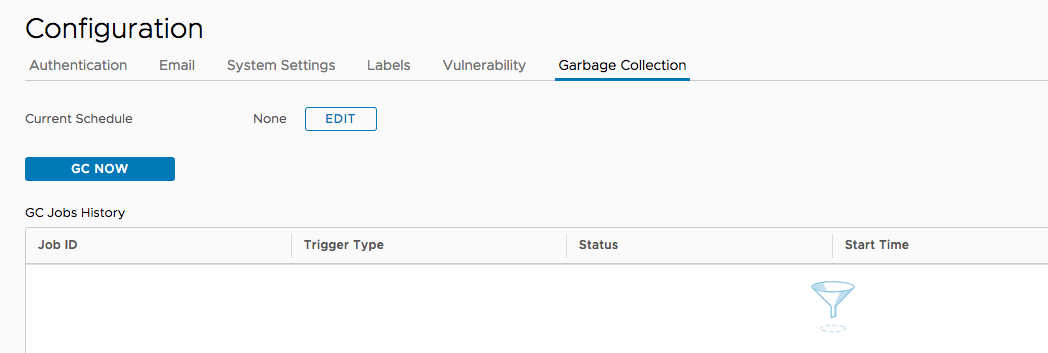 Configuration
Authentication Email System Settings Labels Vulnerability Garbage Collection
Current Schedule None EDIT
GC NOW
GC Jobs History
Job ID Trigger Type Status Start Time